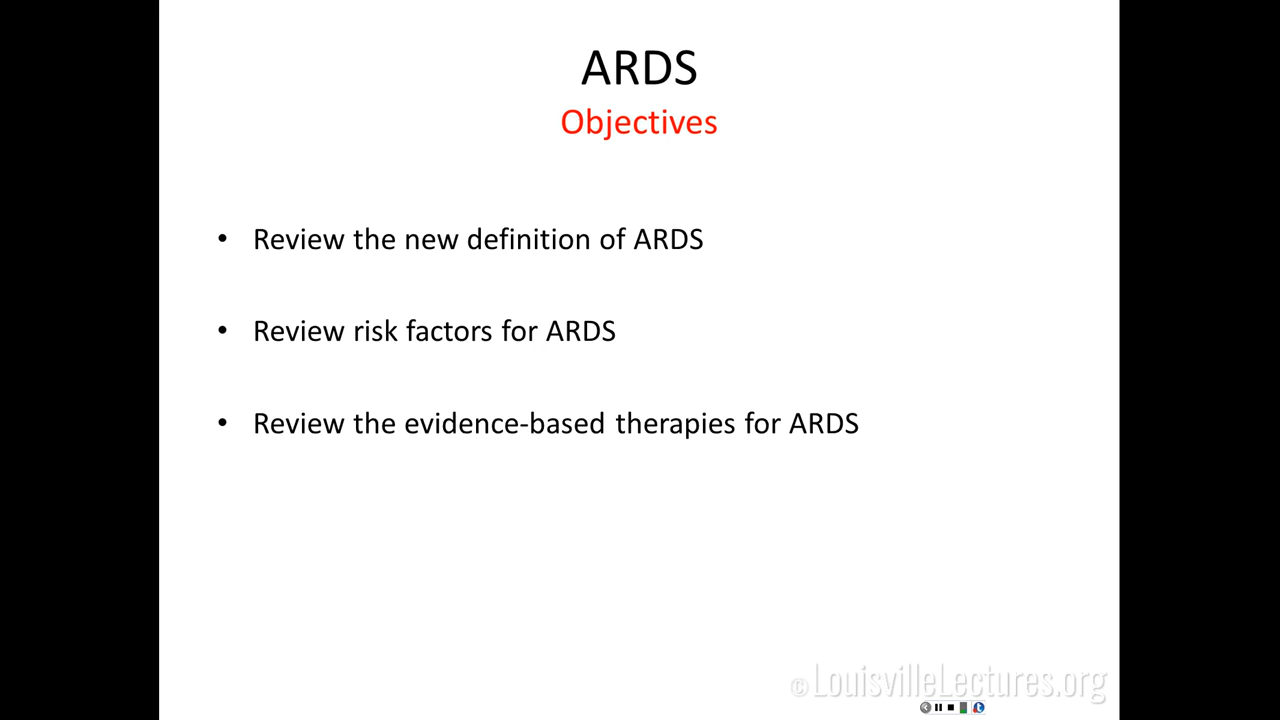 ARDS
Objectives
• Review the new definition of ARDS
• Review risk factors for ARDS
• Review the evidence-based therapies for ARDS
©LouisvilleLectures.org